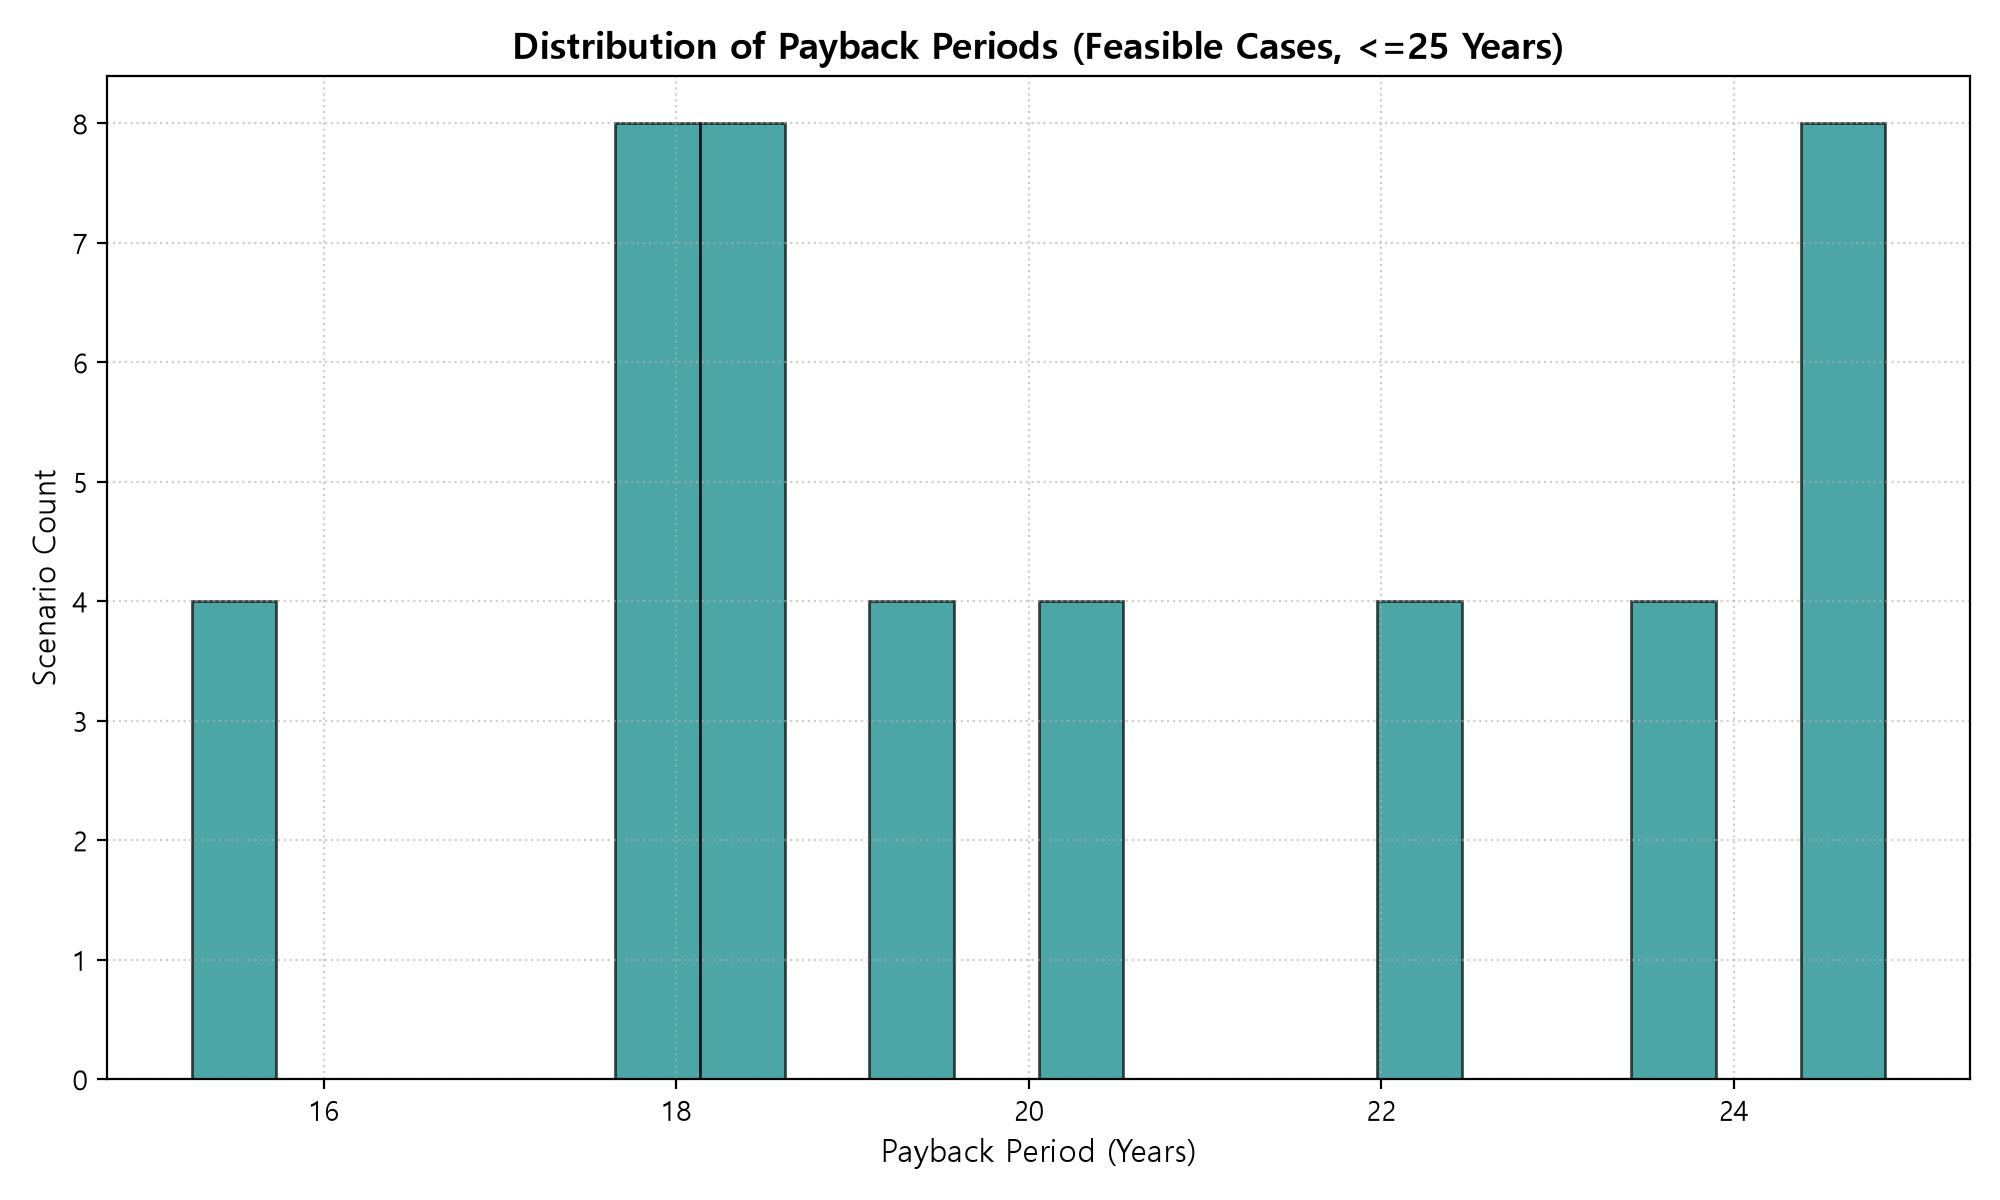 Distribution of Payback Periods (Feasible Cases, <=25 Years)
8
7
6
5
4
3
2
1
0
Scenario Count
16 18 20 22 24
Payback Period (Years)